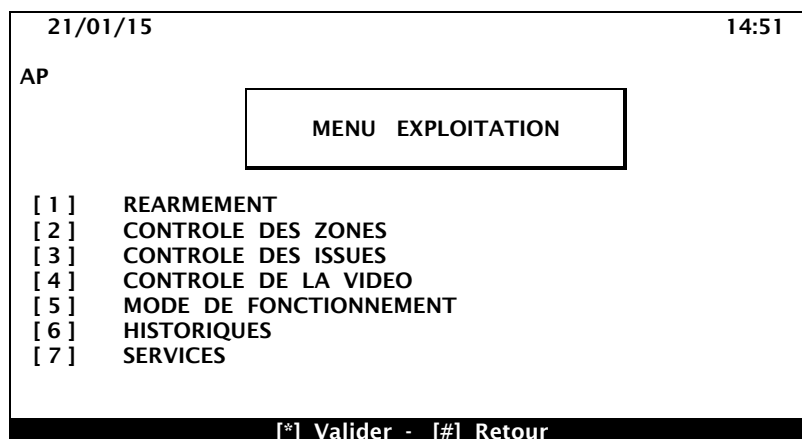 21/01/15 14:51
AP
MENU EXPLOITATION
[ 1 ] REARMEMENT
[ 2 ] CONTROLE DES ZONES
[ 3 ] CONTROLE DES ISSUES
[ 4 ] CONTROLE DE LA VIDEO
[ 5 ] MODE DE FONCTIONNEMENT
[ 6 ] HISTORIQUES
[ 7 ] SERVICES
[*] Valider - [#] Retour